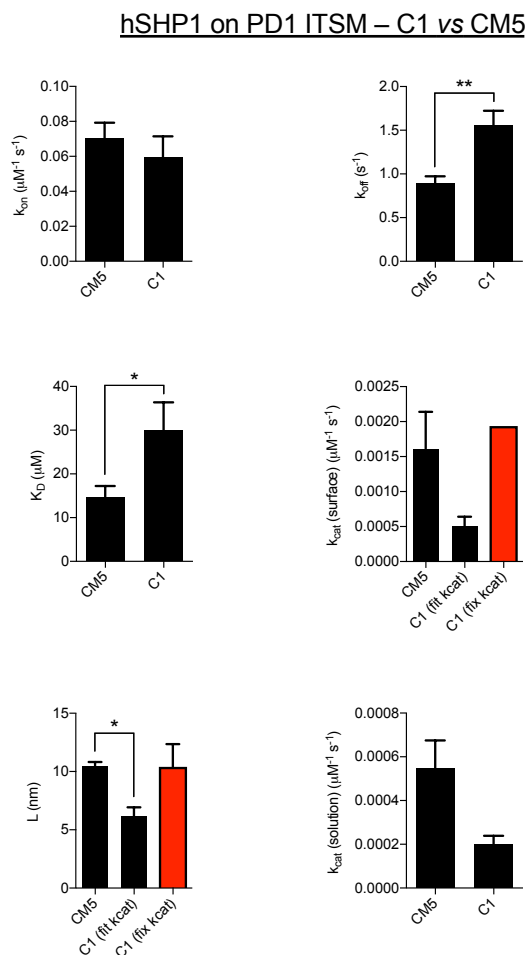 hSHP1 on PD1 ITSM – C1 vs CM5
0.10
0.08
0.06
0.04
0.02
0.00
kon (μM-1 s-1)
CM5
C1
2.0
1.5
1.0
0.5
0.0
koff (s-1)
**
CM5
C1
40
30
20
10
0
KD (μM)
*
CM5
C1
0.0025
0.0020
0.0015
0.0010
0.0005
0.0000
kcat (surface) (μM-1 s-1)
CM5
C1 (fit kcat)
C1 (fix kcat)
15
10
5
0
L (nm)
*
CM5
C1 (fit kcat)
C1 (fix kcat)
0.0008
0.0006
0.0004
0.0002
0.0000
kcat (solution) (μM-1 s-1)
CM5
C1